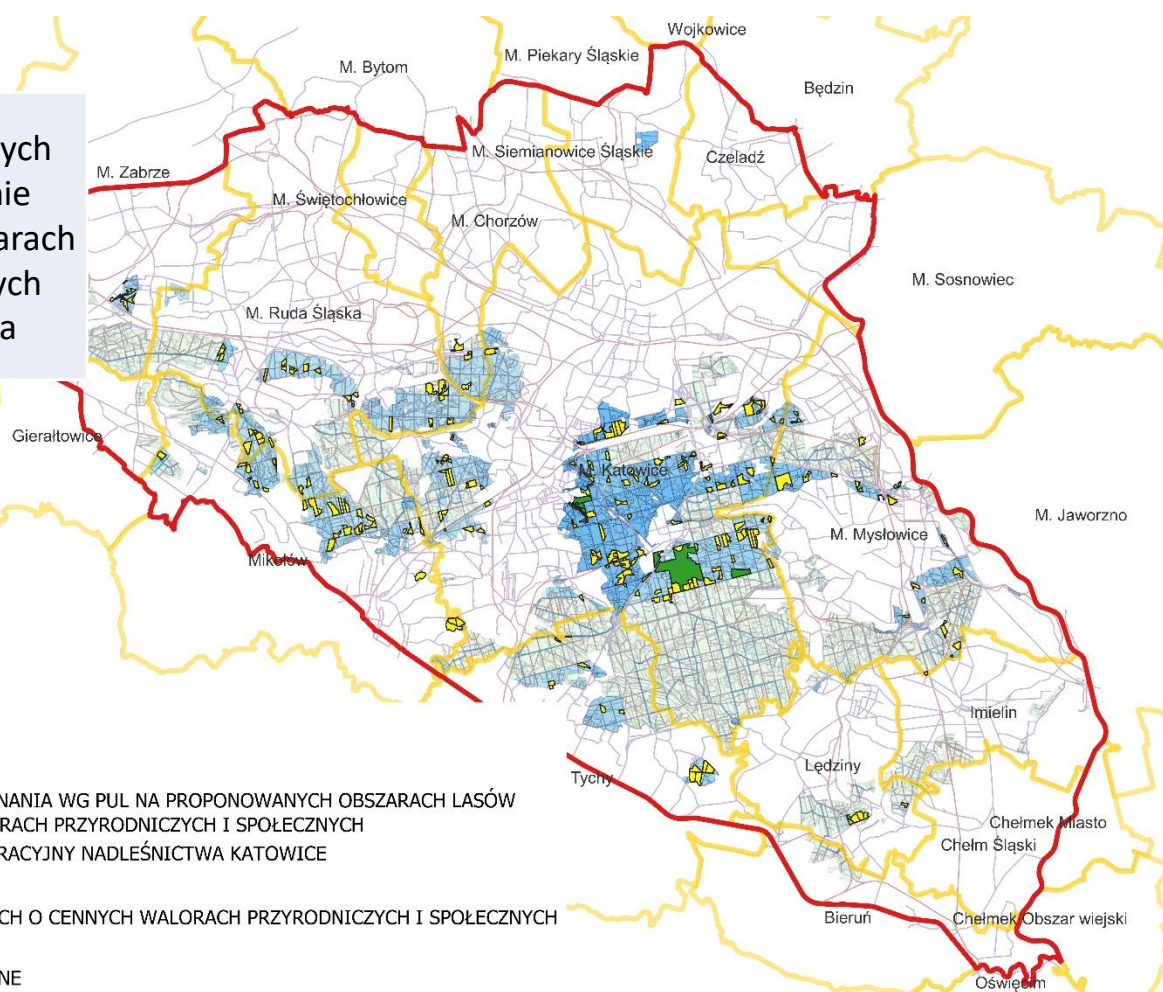 Wojkowice
M. Piekary Śląskie
M. Bytom
Będzin
ych
nie
arach
ych
a
M. Siemianowice Śląskie
Czeladź
M. Zabrze
M. Świętochłowice
M. Chorzów
M. Sosnowiec
M. Ruda Śląska
Gierałtowice
M. Katowice
M. Jaworzno
M. Mysłowice
Mikołów
Imielin
Lędziny
Tychy
NANIA WG PUL NA PROPONOWANYCH OBSZARACH LASÓW
RACH PRZYRODNICZYCH I SPOŁECZNYCH
RACYJNY NADLEŚNICTWA KATOWICE
Chełmek Miasto
Chełm Śląski
CH O CENNYCH WALORACH PRZYRODNICZYCH I SPOŁECZNYCH
Bieruń
Chełmek Obszar wiejski
NE
Oświęcim